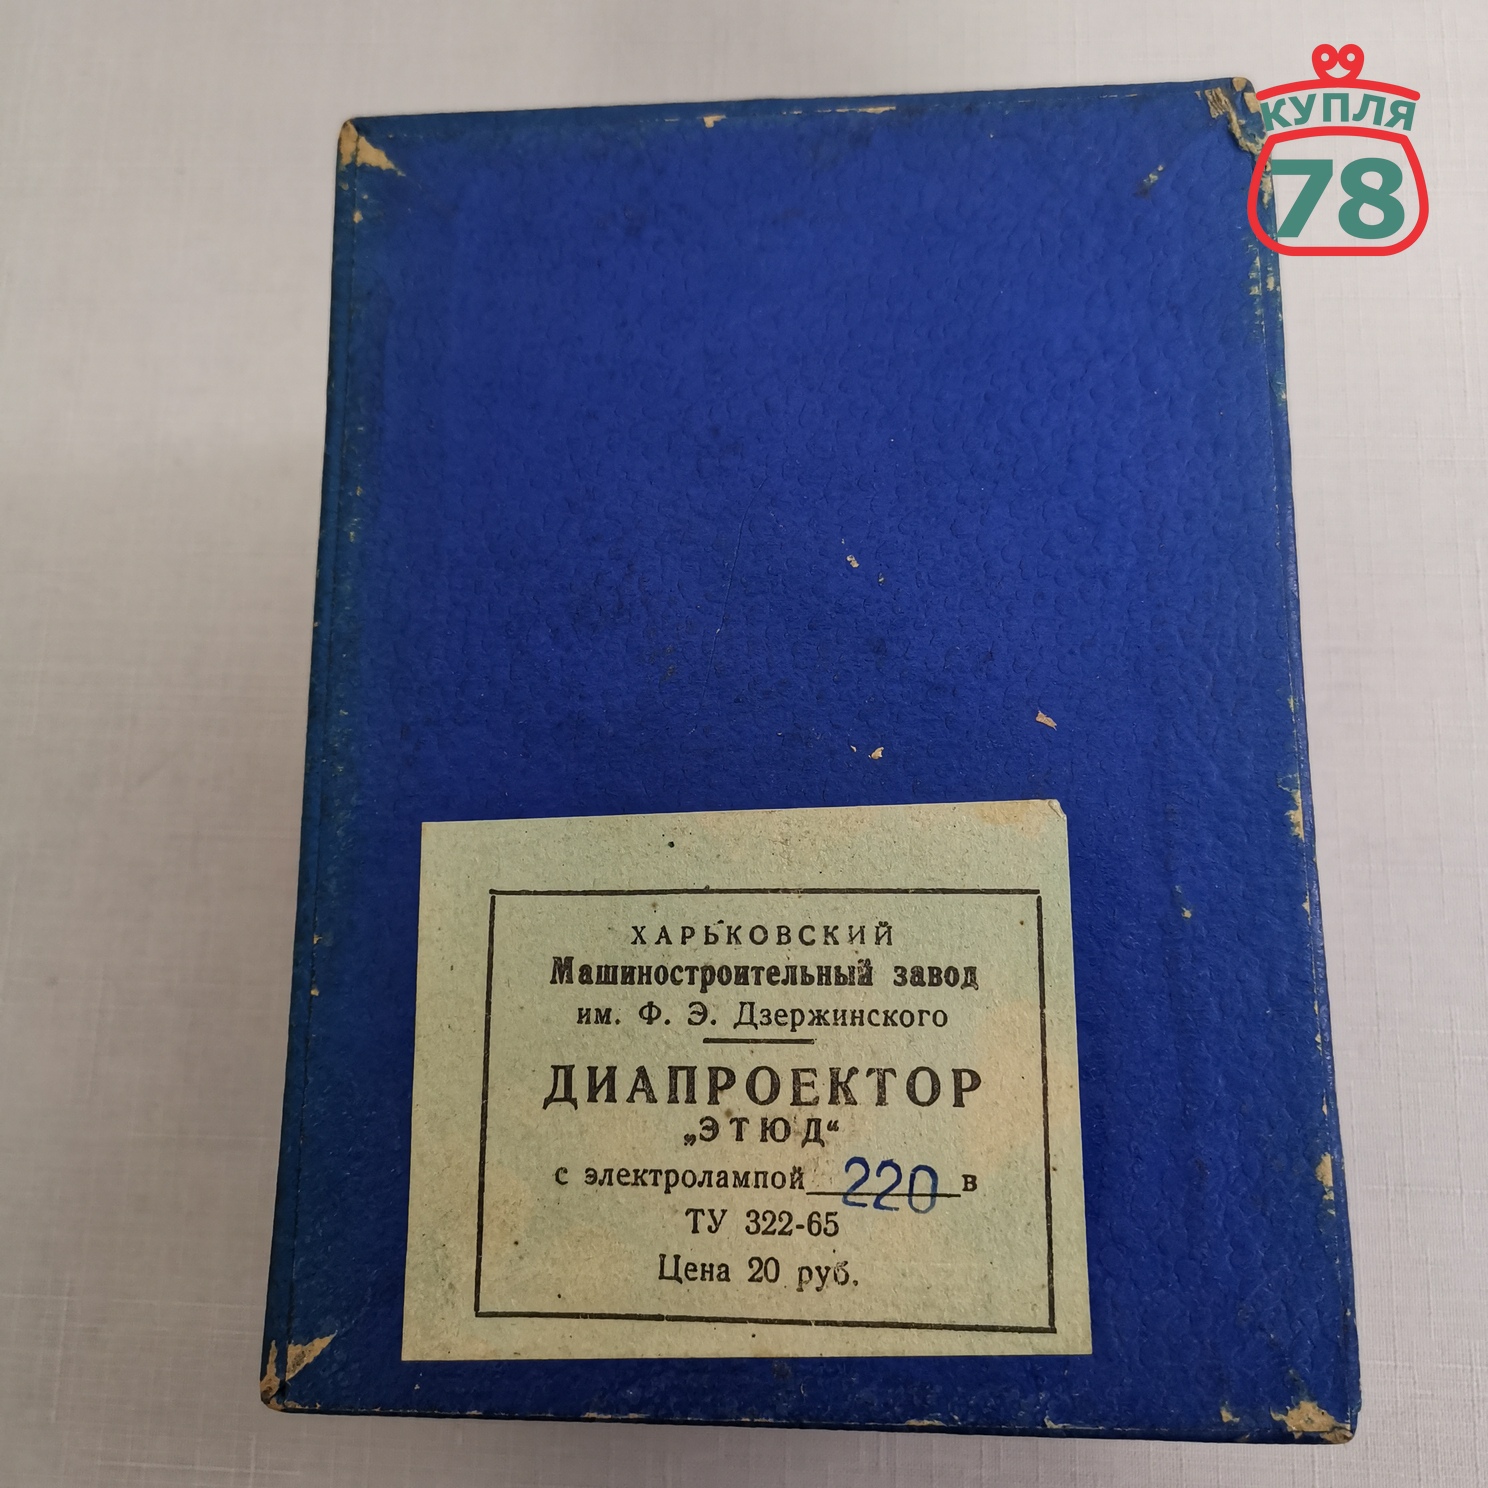 КУПЛЯ
78
ХАРЬКОВСКИЙ
Машиностроительный завод
им. Ф. Э. Дзержинского
ДИАПРОЕКТОР
„ЭТЮД“
с электролампой 220 в
ТУ 322-65
Цена 20 руб.